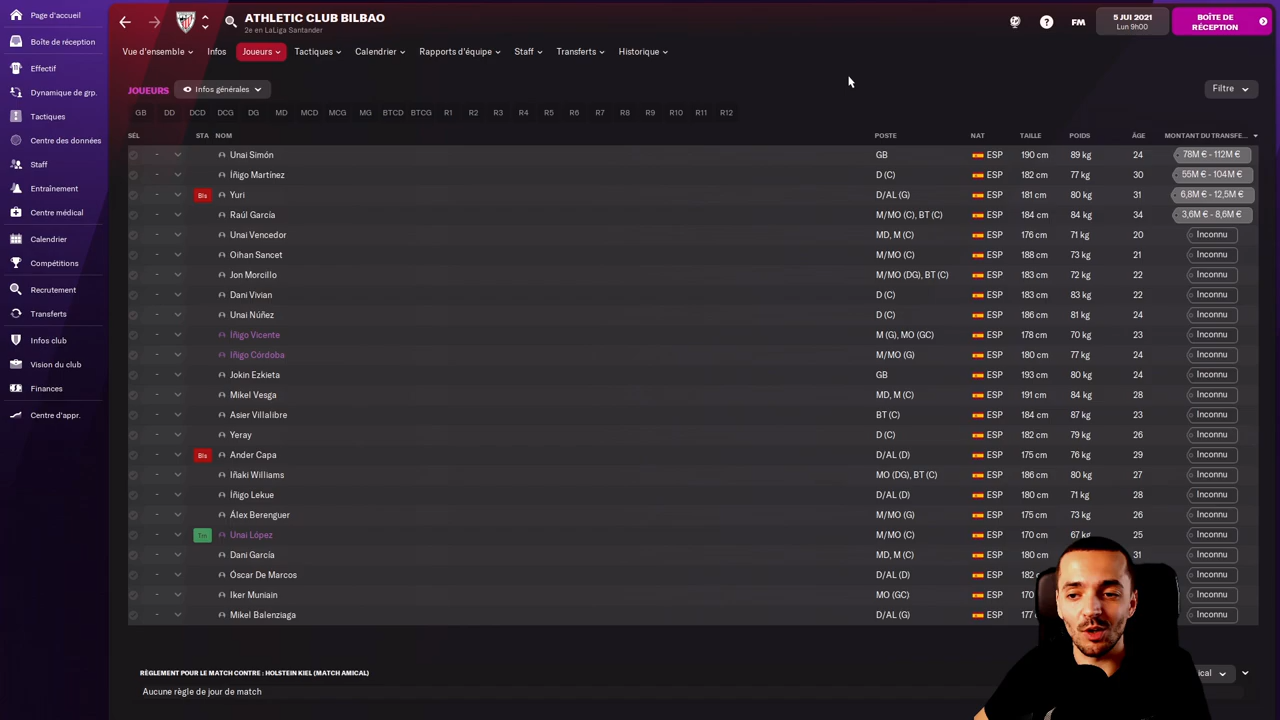 Page d'accueil
Boîte de réception
Effectif
Dynamique de grp.
Tactiques
Centre des données
Staff
Entraînement
Centre médical
Calendrier
Compétitions
Recrutement
Transferts
Infos club
Vision du club
Finances
Centre d'appr.
ATHLETIC CLUB BILBAO
2e en LaLiga Santander
FM
5 JUI 2021
Lun 9h00
BOÎTE DE
RÉCEPTION
Vue d'ensemble Infos Joueurs Tactiques Calendrier Rapports d'équipe Staff Transferts Historique
JOUEURS Infos générales Filtre
GB DD DCD DCG DG MD MCD MCG MG BTCD BTCG R1 R2 R3 R4 R5 R6 R7 R8 R9 R10 R11 R12
SÉL STA NOM POSTE NAT TAILLE POIDS ÂGE MONTANT DU TRANSFE...
- Unai Simón GB ESP 190 cm 89 kg 24 78M € - 112M €
- Íñigo Martínez D (C) ESP 182 cm 77 kg 30 55M € - 104M €
- Bls Yuri D/AL (G) ESP 181 cm 80 kg 31 6,8M € - 12,5M €
- Raúl García M/MO (C), BT (C) ESP 184 cm 84 kg 34 3,6M € - 8,6M €
- Unai Vencedor MD, M (C) ESP 176 cm 71 kg 20 Inconnu
- Oihan Sancet M/MO (C) ESP 188 cm 73 kg 21 Inconnu
- Jon Morcillo M/MO (DG), BT (C) ESP 183 cm 72 kg 22 Inconnu
- Dani Vivian D (C) ESP 183 cm 83 kg 22 Inconnu
- Unai Núñez D (C) ESP 186 cm 81 kg 24 Inconnu
- Íñigo Vicente M (G), MO (GC) ESP 178 cm 70 kg 23 Inconnu
- Íñigo Córdoba M/MO (G) ESP 180 cm 77 kg 24 Inconnu
- Jokin Ezkieta GB ESP 193 cm 80 kg 24 Inconnu
- Mikel Vesga MD, M (C) ESP 191 cm 84 kg 28 Inconnu
- Asier Villalibre BT (C) ESP 184 cm 87 kg 23 Inconnu
- Yeray D (C) ESP 182 cm 79 kg 26 Inconnu
- Bls Ander Capa D/AL (D) ESP 175 cm 76 kg 29 Inconnu
- Iñaki Williams MO (DG), BT (C) ESP 186 cm 80 kg 27 Inconnu
- Íñigo Lekue D/AL (D) ESP 180 cm 71 kg 28 Inconnu
- Álex Berenguer M/MO (G) ESP 175 cm 73 kg 26 Inconnu
- Trn Unai López M/MO (C) ESP 170 cm 67 kg 25 Inconnu
- Dani García MD, M (C) ESP 180 cm 31 Inconnu
- Óscar De Marcos D/AL (D) ESP 182 Inconnu
- Iker Muniain MO (GC) ESP 170 Inconnu
- Mikel Balenziaga D/AL (G) ESP 177 Inconnu
RÈGLEMENT POUR LE MATCH CONTRE : HOLSTEIN KIEL (MATCH AMICAL)
Aucune règle de jour de match